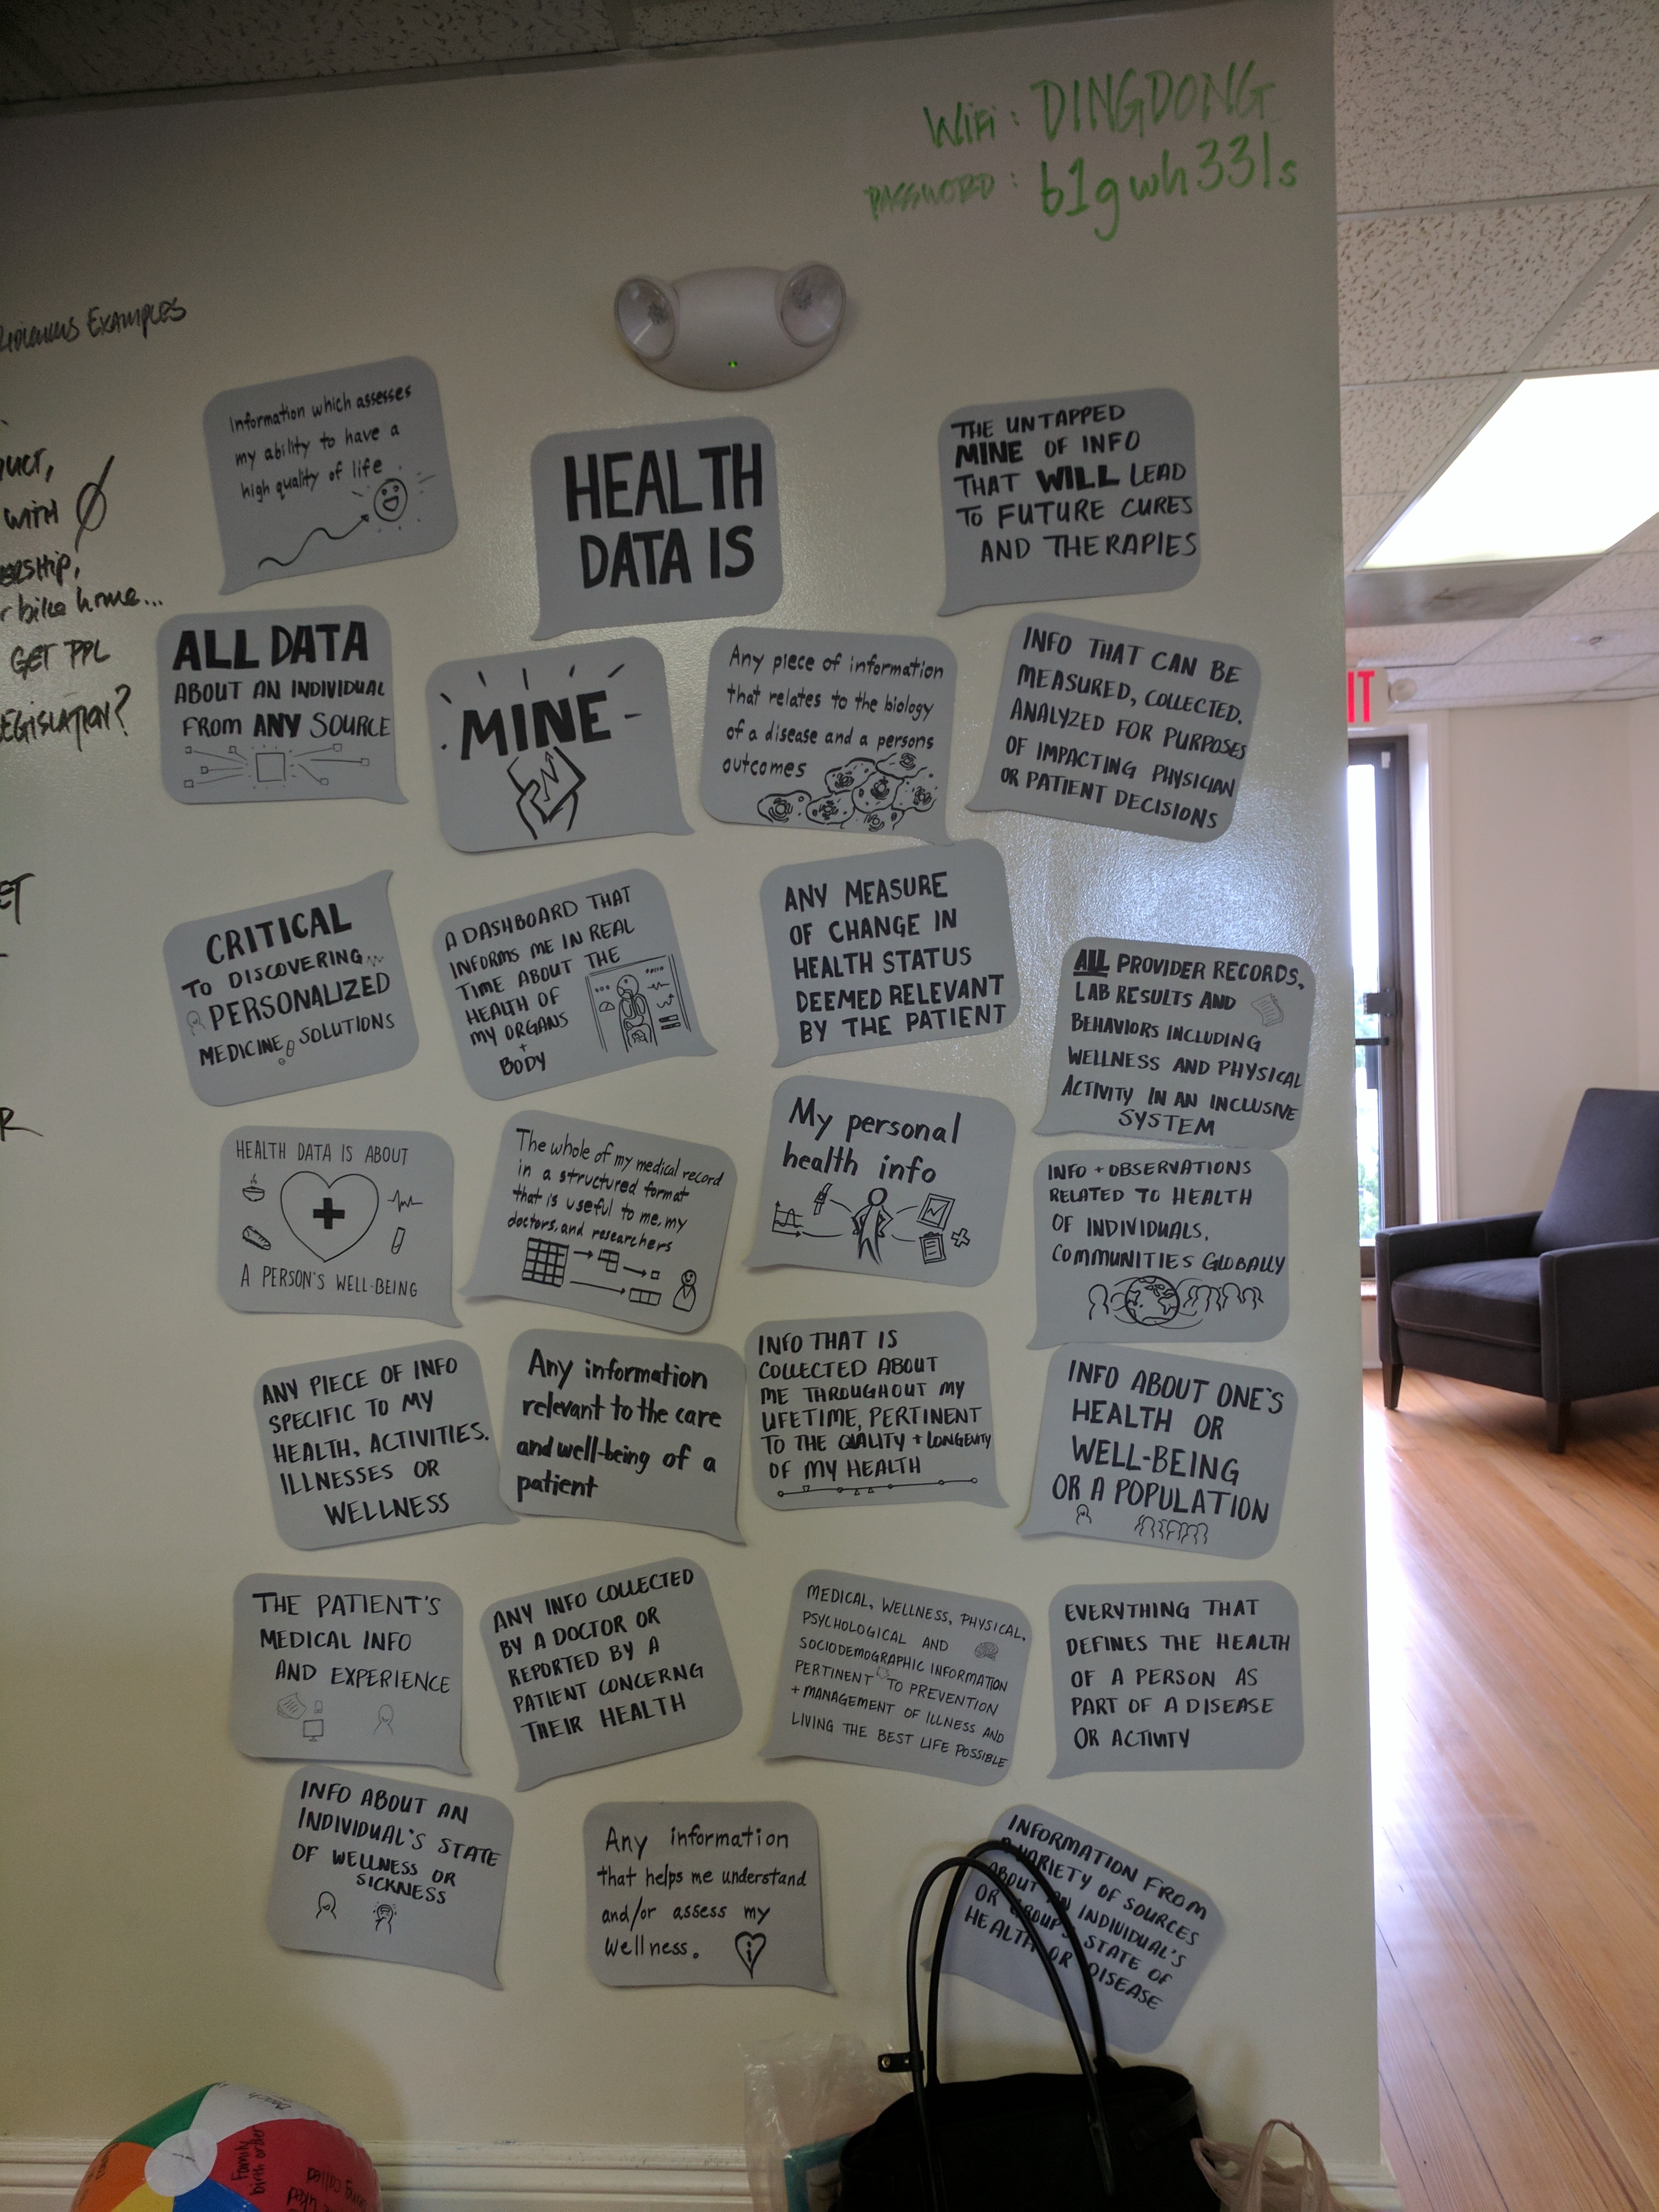 WiFi: DINGDONG
PASSWORD: b1gwh33ls
EXAMPLES
WITH
bike home...
GET PPL
LEGISLATION?
Information which assesses
my ability to have a
high quality of life
HEALTH
DATA IS
THE UNTAPPED
MINE OF INFO
THAT WILL LEAD
TO FUTURE CURES
AND THERAPIES
ALL DATA
ABOUT AN INDIVIDUAL
FROM ANY SOURCE
MINE
Any piece of information
that relates to the biology
of a disease and a persons
outcomes
INFO THAT CAN BE
MEASURED, COLLECTED,
ANALYZED FOR PURPOSES
OF IMPACTING PHYSICIAN
OR PATIENT DECISIONS
CRITICAL
TO DISCOVERING
PERSONALIZED
MEDICINE SOLUTIONS
A DASHBOARD THAT
INFORMS ME IN REAL
TIME ABOUT THE
HEALTH OF
MY ORGANS
+
BODY
ANY MEASURE
OF CHANGE IN
HEALTH STATUS
DEEMED RELEVANT
BY THE PATIENT
ALL PROVIDER RECORDS,
LAB RESULTS AND
BEHAVIORS INCLUDING
WELLNESS AND PHYSICAL
ACTIVITY IN AN INCLUSIVE
SYSTEM
HEALTH DATA IS ABOUT
A PERSON'S WELL-BEING
The whole of my medical record
in a structured format
that is useful to me, my
doctors, and researchers
My personal
health info
INFO + OBSERVATIONS
RELATED TO HEALTH
OF INDIVIDUALS,
COMMUNITIES GLOBALLY
ANY PIECE OF INFO
SPECIFIC TO MY
HEALTH, ACTIVITIES,
ILLNESSES OR
WELLNESS
Any information
relevant to the care
and well-being of a
patient
INFO THAT IS
COLLECTED ABOUT
ME THROUGHOUT MY
LIFETIME, PERTINENT
TO THE QUALITY + LONGEVITY
OF MY HEALTH
INFO ABOUT ONE'S
HEALTH OR
WELL-BEING
OR A POPULATION
THE PATIENT'S
MEDICAL INFO
AND EXPERIENCE
ANY INFO COLLECTED
BY A DOCTOR OR
REPORTED BY A
PATIENT CONCERNG
THEIR HEALTH
MEDICAL, WELLNESS, PHYSICAL,
PSYCHOLOGICAL AND
SOCIODEMOGRAPHIC INFORMATION
PERTINENT TO PREVENTION
+ MANAGEMENT OF ILLNESS AND
LIVING THE BEST LIFE POSSIBLE
EVERYTHING THAT
DEFINES THE HEALTH
OF A PERSON AS
PART OF A DISEASE
OR ACTIVITY
INFO ABOUT AN
INDIVIDUAL'S STATE
OF WELLNESS OR
SICKNESS
Any information
that helps me understand
and/or assess my
wellness.
INFORMATION FROM
A VARIETY OF SOURCES
ABOUT AN INDIVIDUAL'S
OR GROUP'S STATE OF
HEALTH OR DISEASE
Family
birth order
called